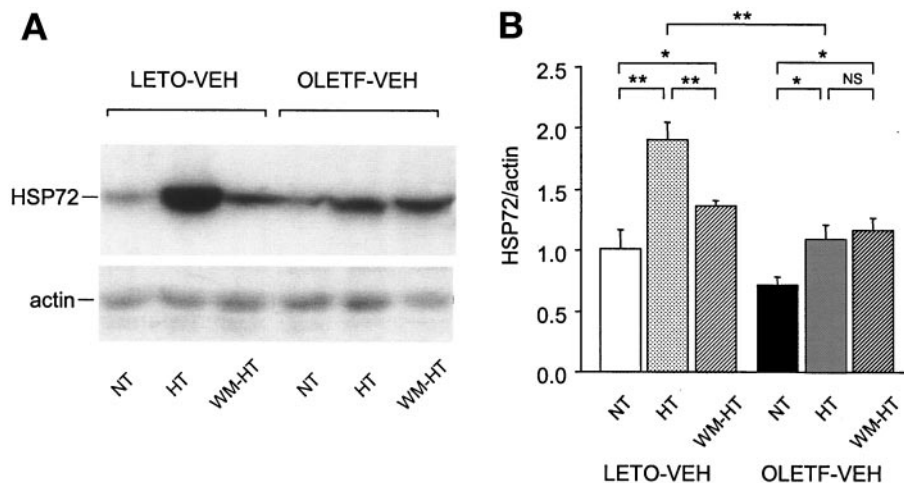 A
LETO-VEH OLETF-VEH
HSP72
actin
NT HT WM-HT NT HT WM-HT
B
**
* *
** ** * NS
2.5
2.0
1.5
1.0
0.5
0.0
HSP72/actin
NT HT WM-HT NT HT WM-HT
LETO-VEH OLETF-VEH